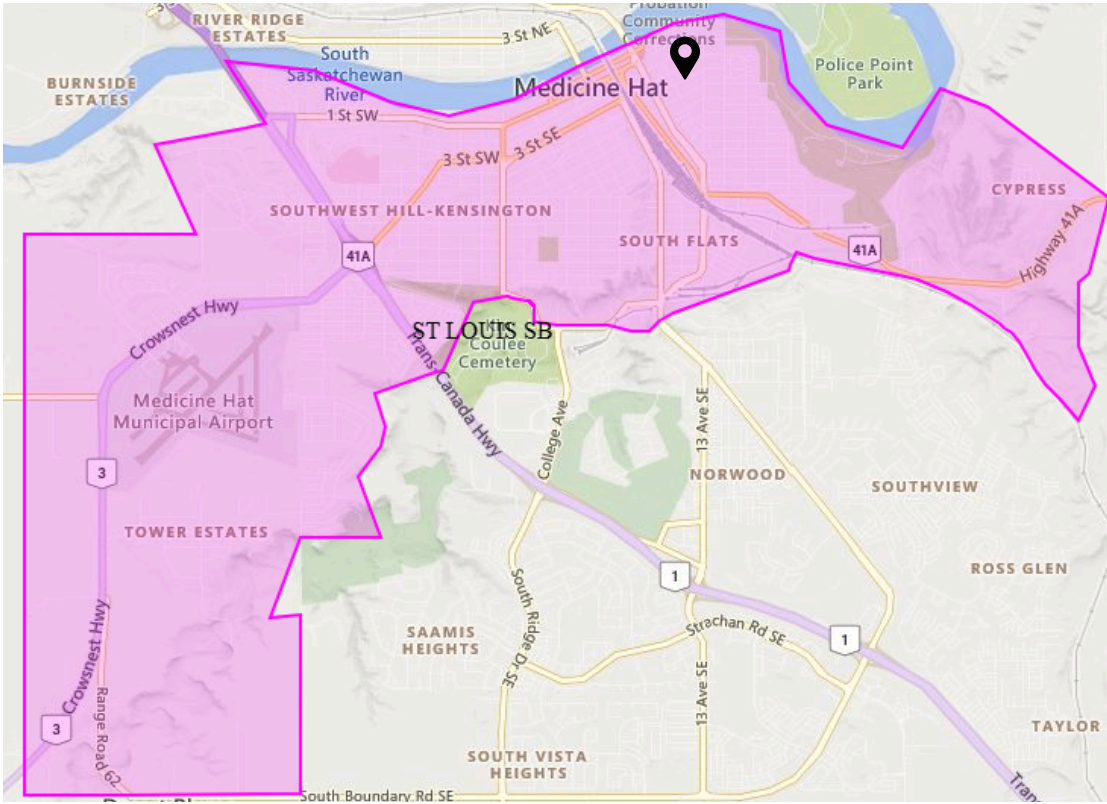 3 S
RIVER RIDGE
ESTATES
Probation
Community
Corrections
3 St NE
South
Saskatchewan
River
BURNSIDE
ESTATES
Medicine Hat
Police Point
Park
1 St SW
3 St SW
3 St SE
CYPRESS
SOUTHWEST HILL-KENSINGTON
SOUTH FLATS
41A
41A
Highway 41A
Crowsnest Hwy
ST LOUIS SB
Coulee
Cemetery
Trans-Canada Hwy
Medicine Hat
Municipal Airport
College Ave
13 Ave SE
3
NORWOOD
SOUTHVIEW
TOWER ESTATES
ROSS GLEN
1
South Ridge Dr SE
SAAMIS
HEIGHTS
Strachan Rd SE
1
Crowsnest Hwy
Range Road 62
13 Ave SE
3
TAYLOR
SOUTH VISTA
HEIGHTS
South Boundary Rd SE
Tran